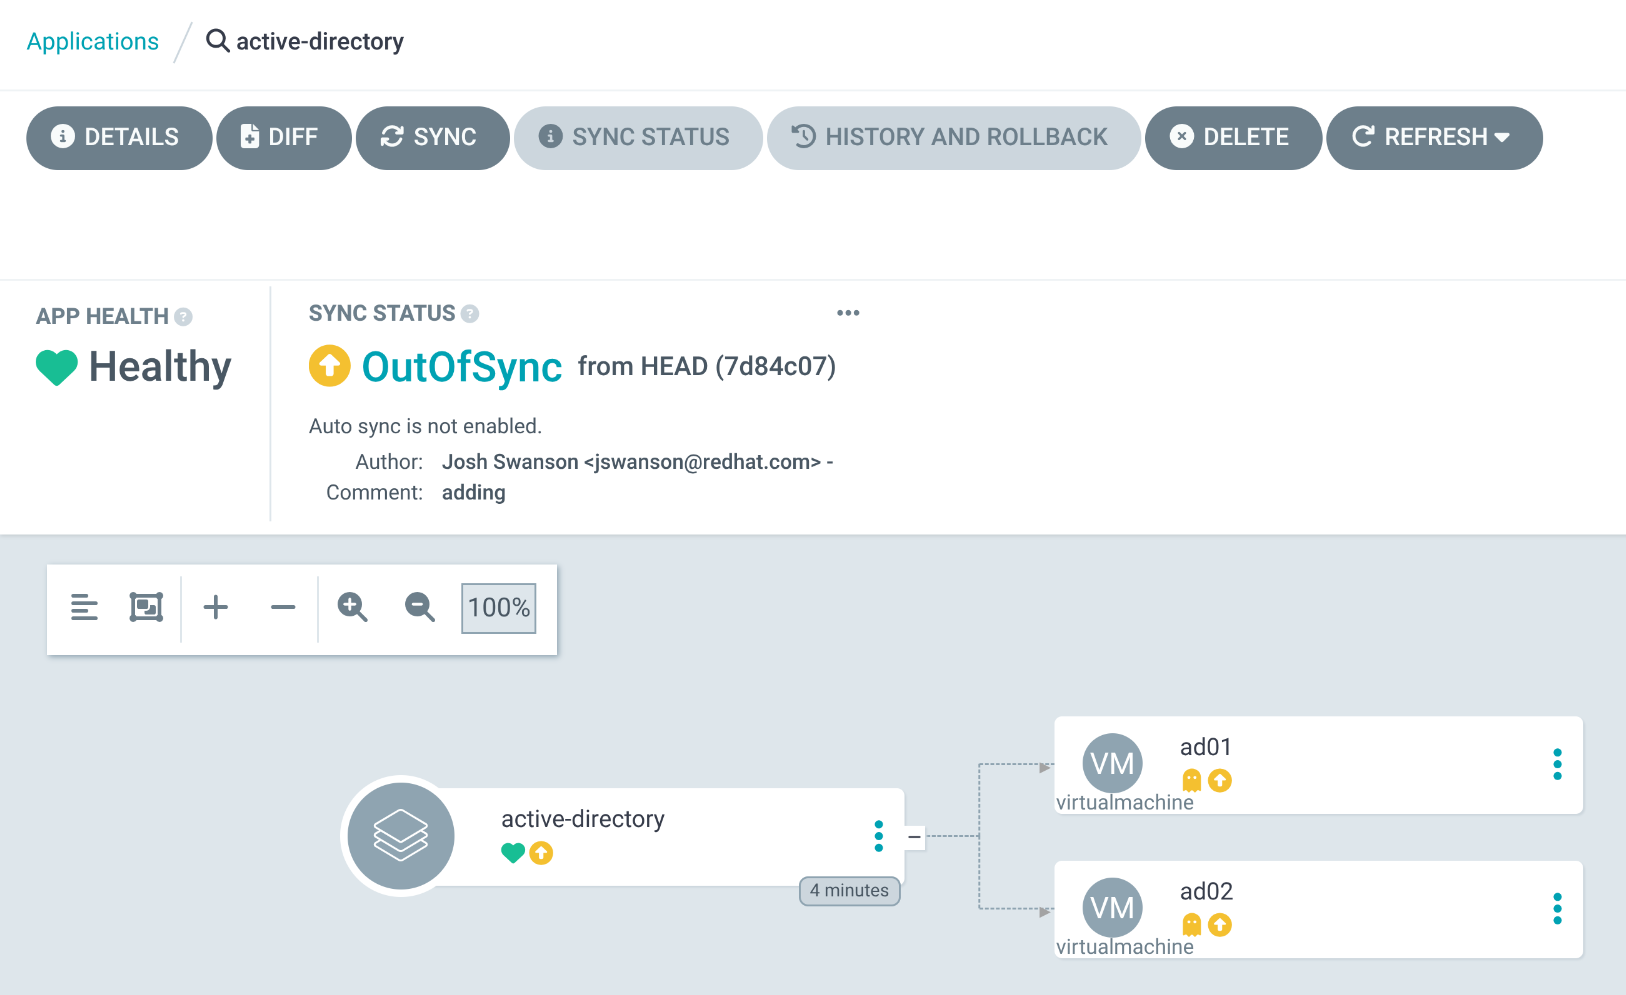 Applications / active-directory
DETAILS DIFF SYNC SYNC STATUS HISTORY AND ROLLBACK DELETE REFRESH
APP HEALTH
Healthy
SYNC STATUS
OutOfSync from HEAD (7d84c07)
Auto sync is not enabled.
Author: Josh Swanson <jswanson@redhat.com> -
Comment: adding
100%
active-directory
4 minutes
VM
ad01
virtualmachine
VM
ad02
virtualmachine